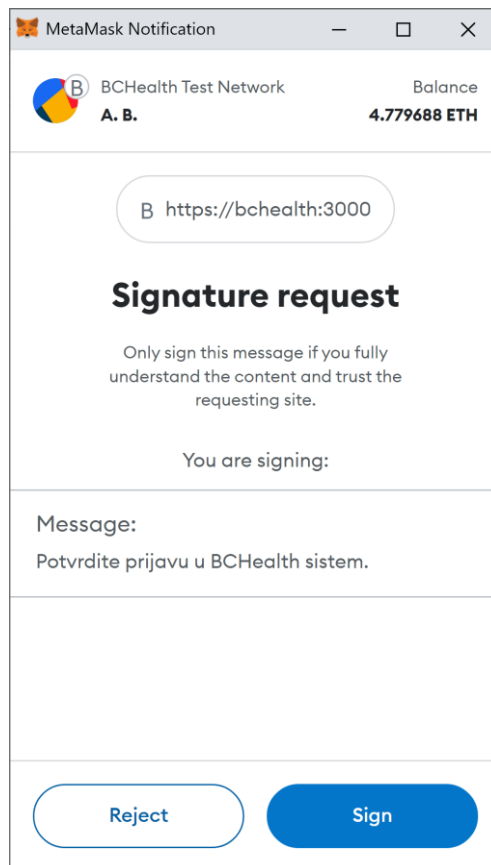 MetaMask Notification
B BCHealth Test Network Balance
A. B. 4.779688 ETH
B https://bchealth:3000
Signature request
Only sign this message if you fully
understand the content and trust the
requesting site.
You are signing:
Message:
Potvrdite prijavu u BCHealth sistem.
Reject Sign